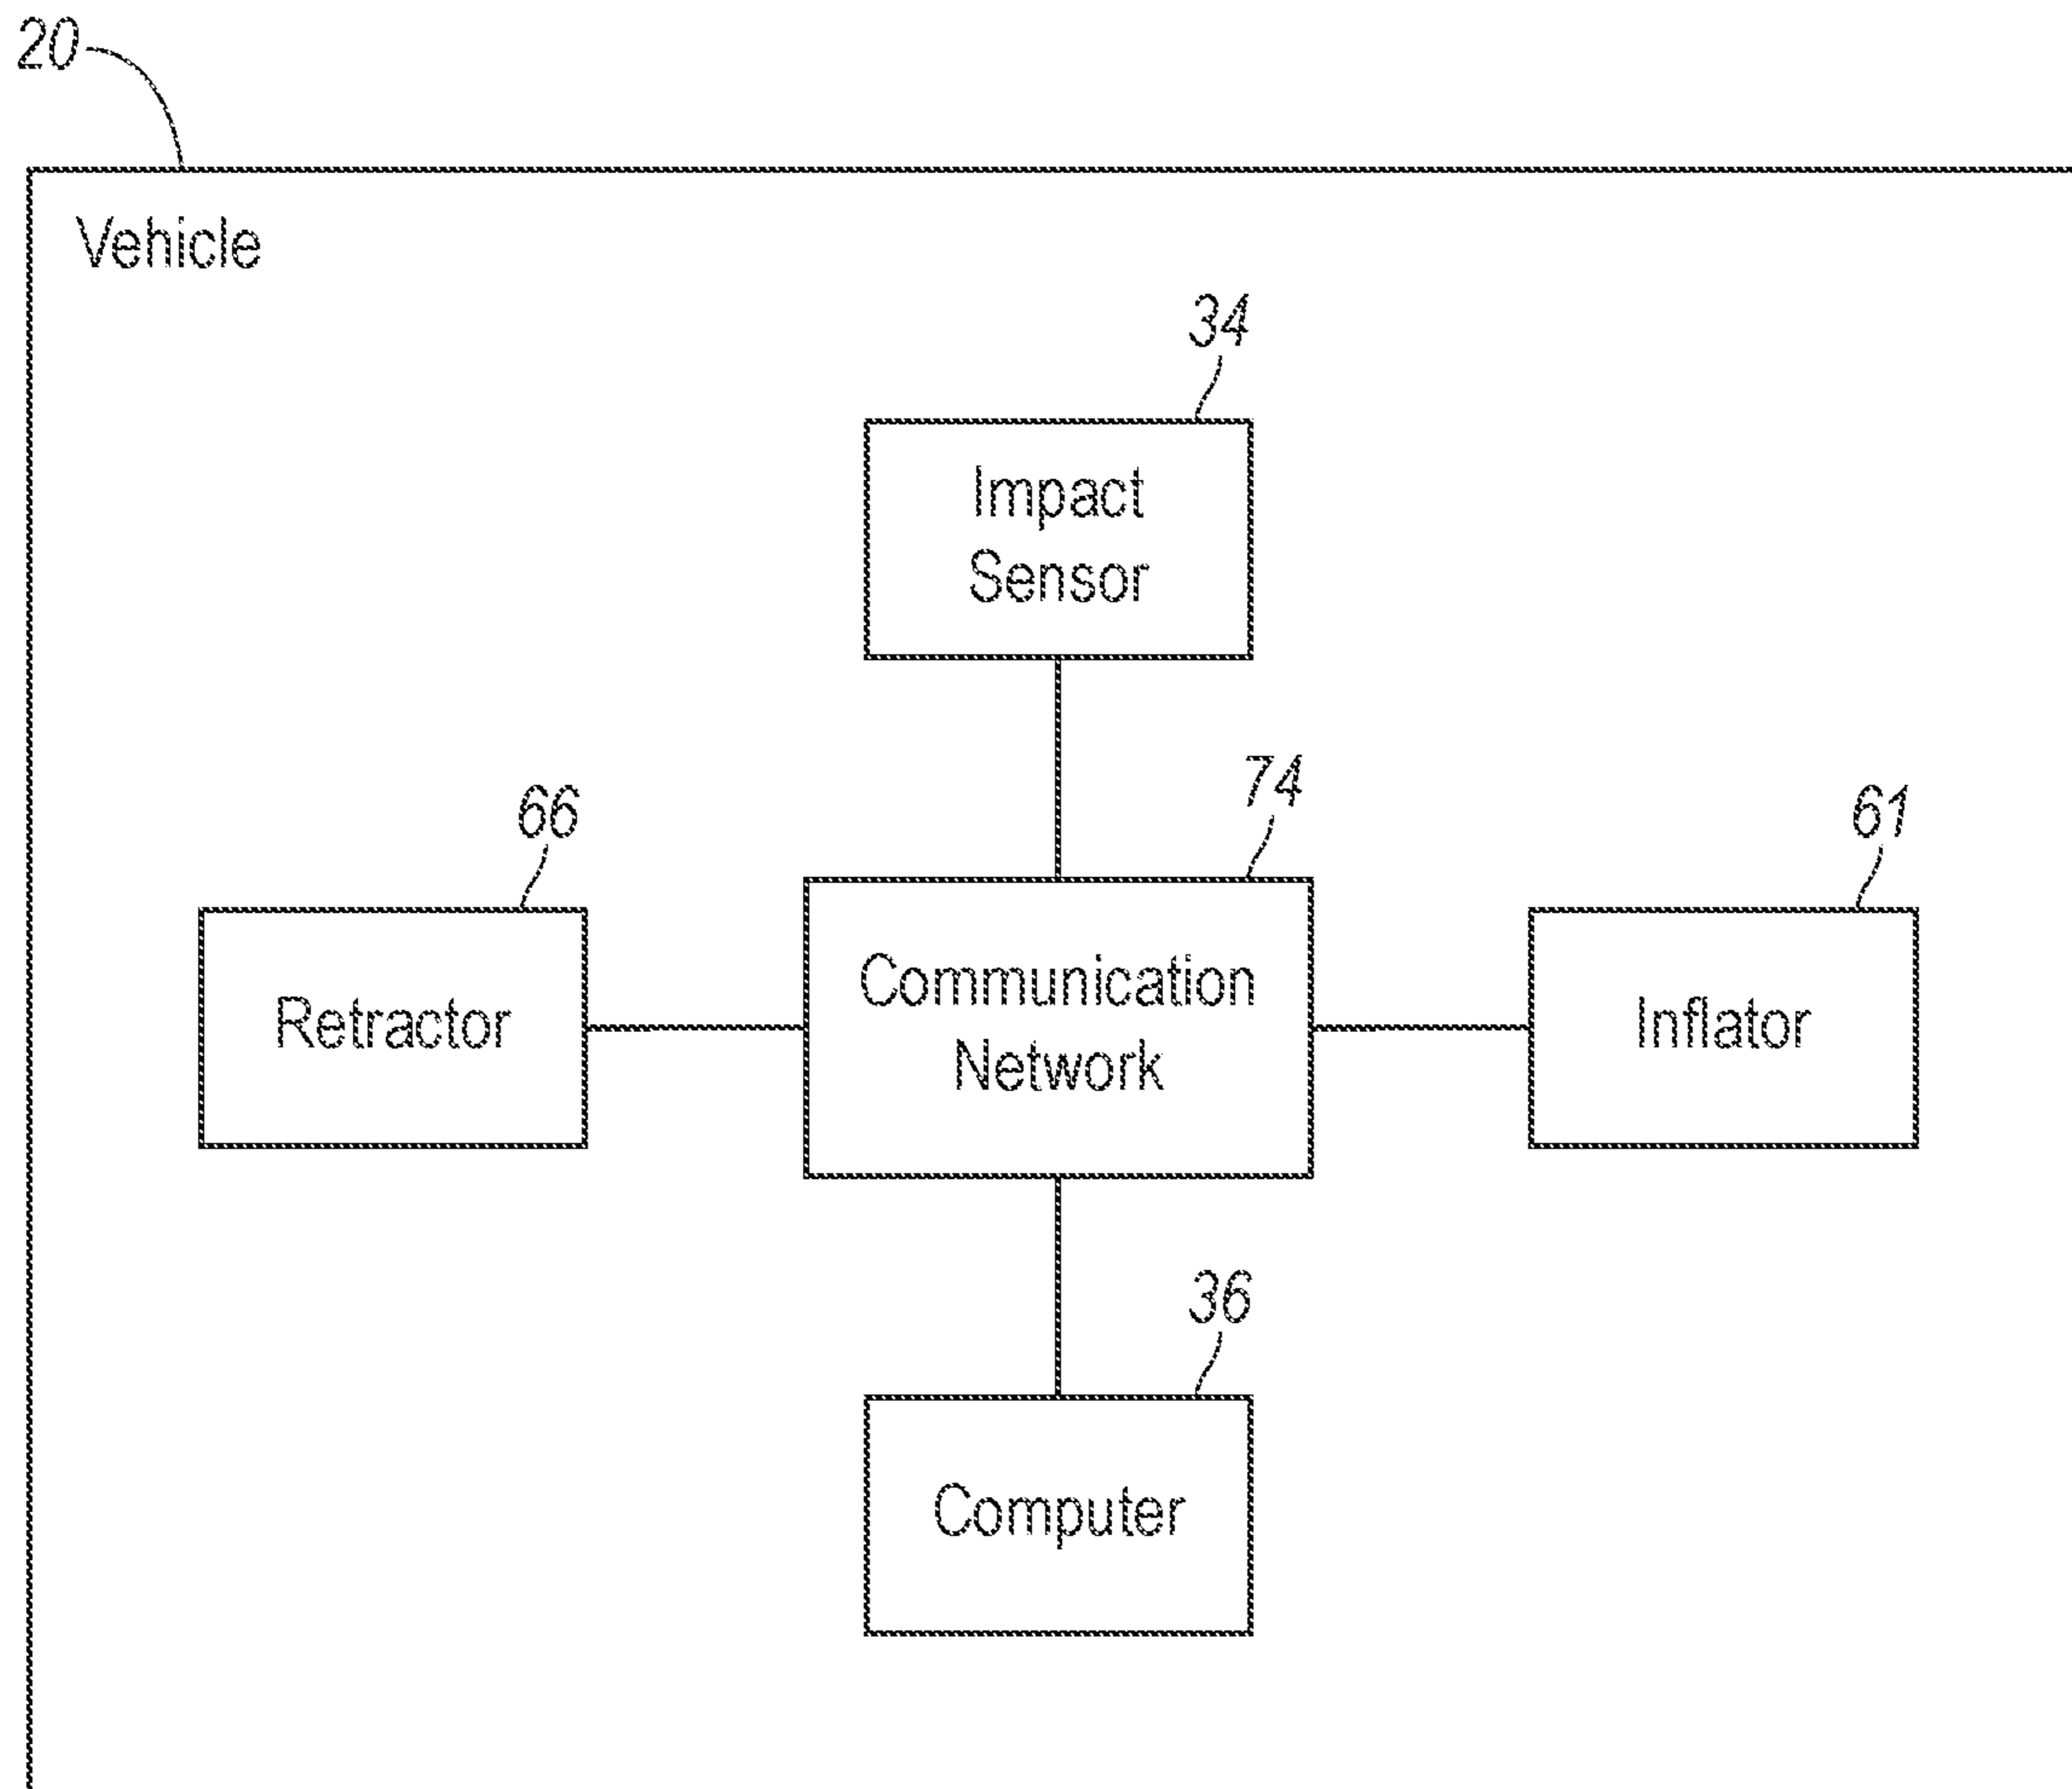 20
Vehicle
34
Impact
Sensor
74
66
61
Communication
Network
Retractor
Inflator
36
Computer